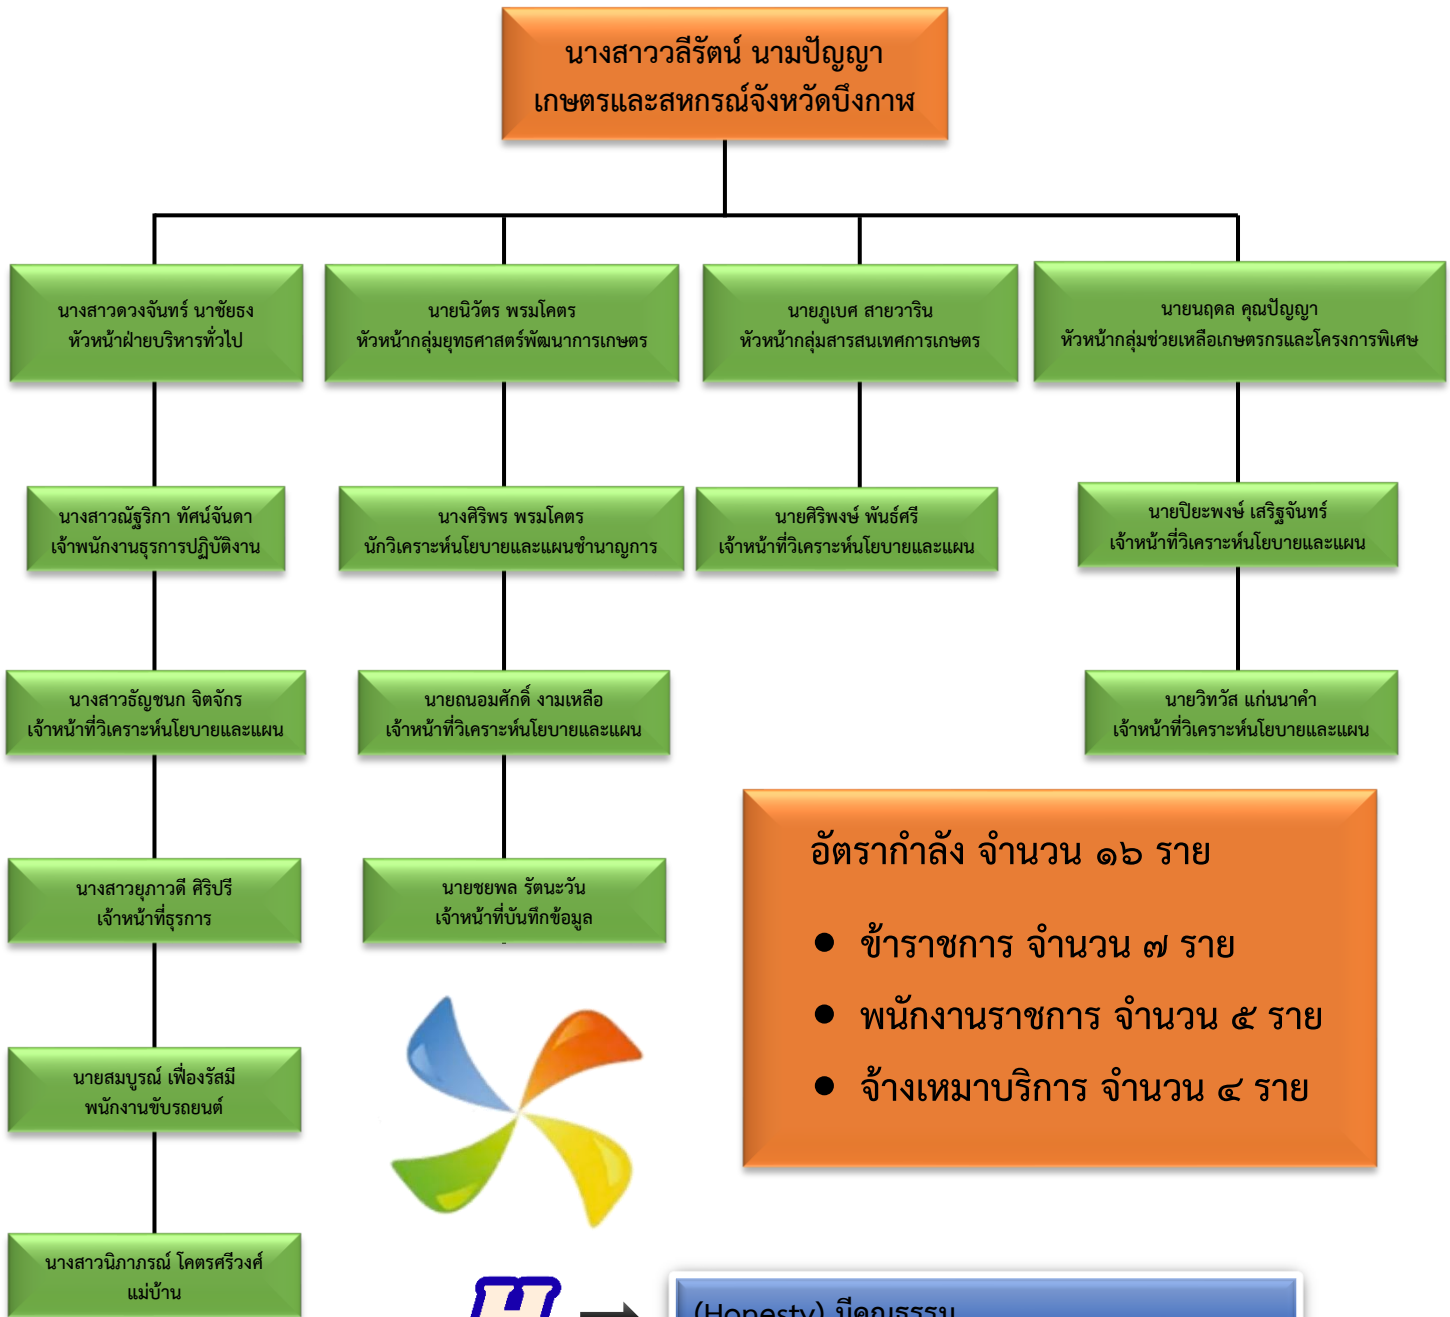 นางสาววลีรัตน์ นามปัญญา
เกษตรและสหกรณ์จังหวัดบึงกาฬ
นางสาวดวงจันทร์ นาชัยธง
หัวหน้าฝ่ายบริหารทั่วไป
นายนิวัตร พรมโคตร
หัวหน้ากลุ่มยุทธศาสตร์พัฒนาการเกษตร
นายภูเบศ สายวาริน
หัวหน้ากลุ่มสารสนเทศการเกษตร
นายนฤดล คุณปัญญา
หัวหน้ากลุ่มช่วยเหลือเกษตรกรและโครงการพิเศษ
นางสาวณัฐริกา ทัศน์จันดา
เจ้าพนักงานธุรการปฏิบัติงาน
นางศิริพร พรมโคตร
นักวิเคราะห์นโยบายและแผนชำนาญการ
นายศิริพงษ์ พันธ์ศรี
เจ้าหน้าที่วิเคราะห์นโยบายและแผน
นายปิยะพงษ์ เสริฐจันทร์
เจ้าหน้าที่วิเคราะห์นโยบายและแผน
นางสาวธัญชนก จิตจักร
เจ้าหน้าที่วิเคราะห์นโยบายและแผน
นายถนอมศักดิ์ งามเหลือ
เจ้าหน้าที่วิเคราะห์นโยบายและแผน
นายวิทวัส แก่นนาคำ
เจ้าหน้าที่วิเคราะห์นโยบายและแผน
นางสาวยุภาวดี ศิริปรี
เจ้าหน้าที่ธุรการ
นายชยพล รัตนะวัน
เจ้าหน้าที่บันทึกข้อมูล
อัตรากำลัง จำนวน ๑๖ ราย
● ข้าราชการ จำนวน ๗ ราย
● พนักงานราชการ จำนวน ๕ ราย
● จ้างเหมาบริการ จำนวน ๔ ราย
นายสมบูรณ์ เฟื่องรัสมี
พนักงานขับรถยนต์
นางสาวนิภาภรณ์ โคตรศรีวงศ์
แม่บ้าน
H
(Honesty) มีคุณธรรม